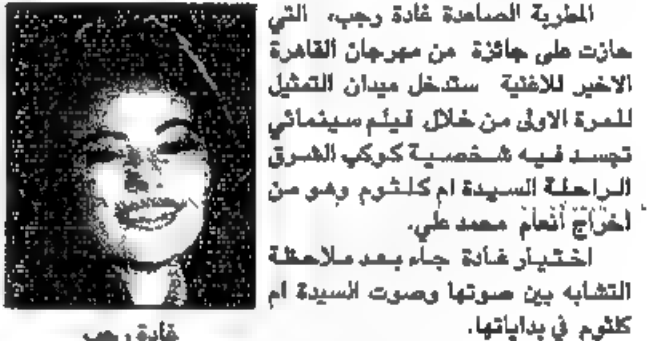 المطربة الصاعدة غادة رجب، التي
حازت على جائزة من مهرجان القاهرة
الاخير للاغنية ستدخل ميدان التمثيل
للمرة الاولى من خلال فيلم سينمائي
تجسد فيه شخصية كوكب الشرق
الراحلة السيدة ام كلثوم وهو من
اخراج أنعام محمد علي.
اختيار غادة جاء بعد ملاحظة
التشابه بين صوتها وصوت السيدة ام
كلثوم في بداياتها.
غادة رجب